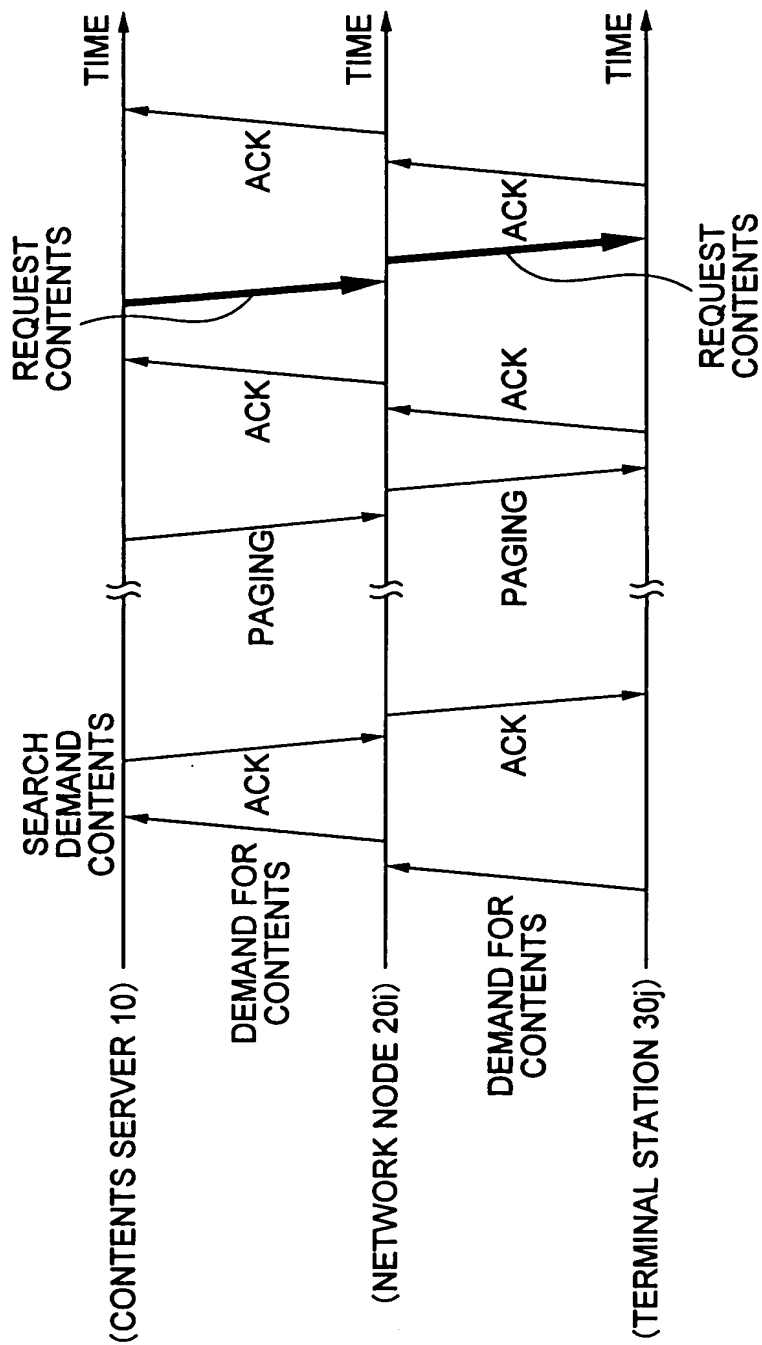 (CONTENTS SERVER 10)
SEARCH
DEMAND
CONTENTS
REQUEST
CONTENTS
TIME
DEMAND FOR
CONTENTS
ACK
PAGING
ACK
ACK
(NETWORK NODE 20i)
TIME
DEMAND FOR
CONTENTS
ACK
PAGING
ACK
ACK
(TERMINAL STATION 30j)
TIME
REQUEST
CONTENTS